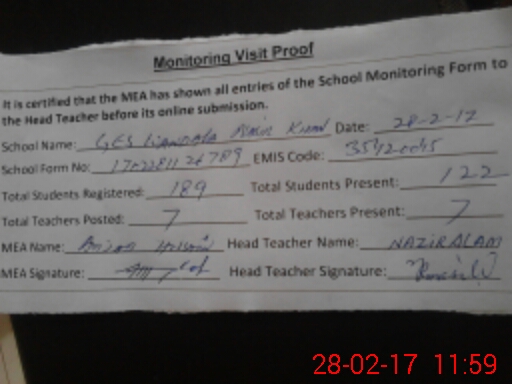 Monitoring Visit Proof
It is certified that the MEA has shown all entries of the School Monitoring Form to
the Head Teacher before its online submission.
School Name: GES Date: 28-2-17
School Form No: EMIS Code:
Total Students Registered: 189 Total Students Present: 122
Total Teachers Posted: 7 Total Teachers Present: 7
MEA Name: Head Teacher Name: NAZIR ALAM
MEA Signature: Head Teacher Signature:
28-02-17 11:59